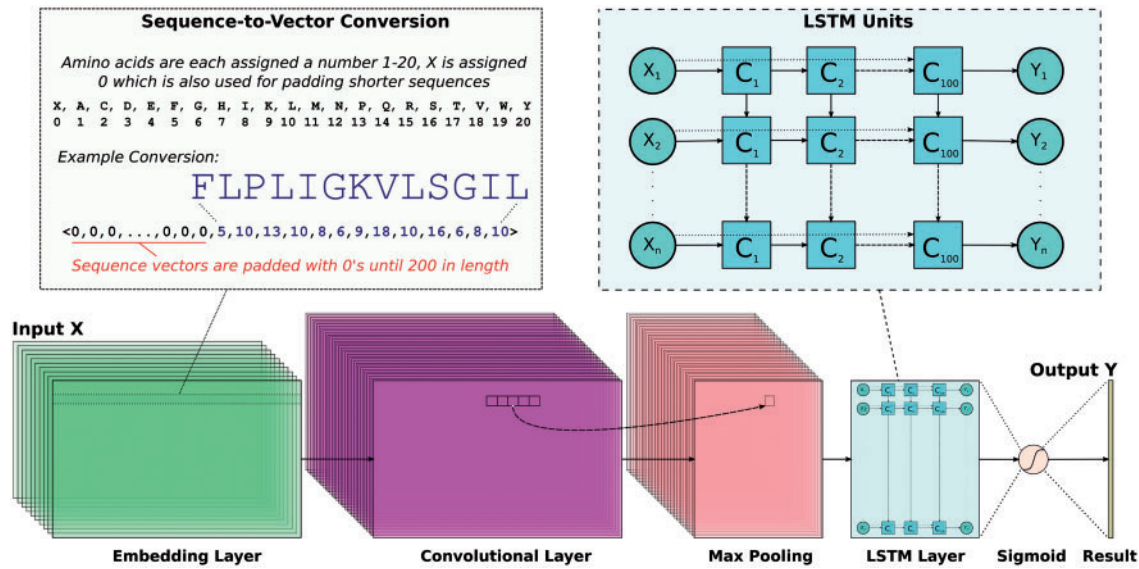 Sequence-to-Vector Conversion
Amino acids are each assigned a number 1-20, X is assigned
0 which is also used for padding shorter sequences
X, A, C, D, E, F, G, H, I, K, L, M, N, P, Q, R, S, T, V, W, Y
0 1 2 3 4 5 6 7 8 9 10 11 12 13 14 15 16 17 18 19 20
Example Conversion:
FLPLIGKVLSGIL
<0,0,0,...,0,0,0,5,10,13,10,8,6,9,18,10,16,6,8,10>
Sequence vectors are padded with 0's until 200 in length
LSTM Units
X1 C1 C2 C100 Y1
X2 C1 C2 C100 Y2
Xn C1 C2 C100 Yn
Input X
Output Y
Embedding Layer
Convolutional Layer
Max Pooling
LSTM Layer
Sigmoid
Result